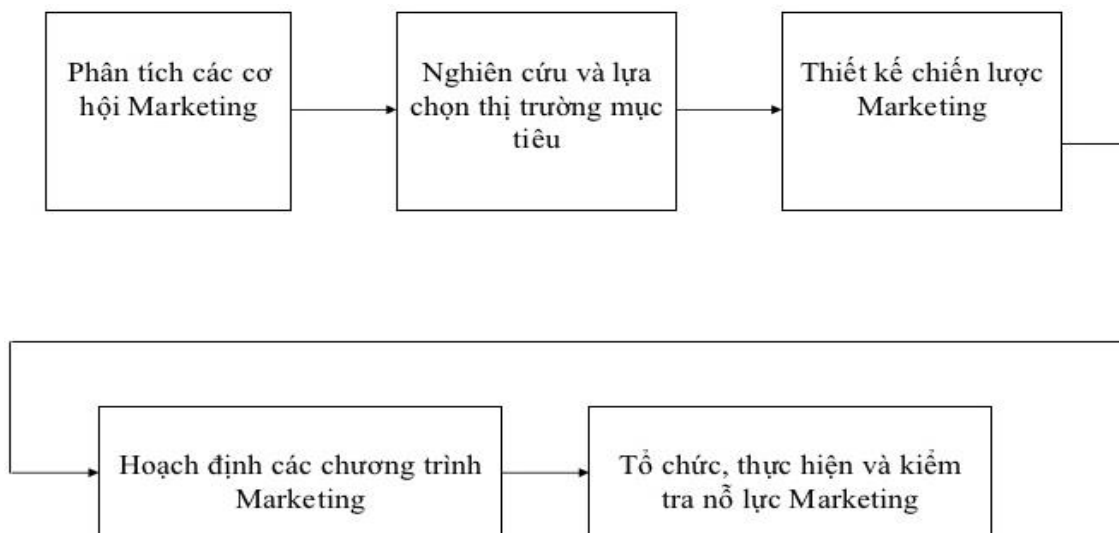 Phân tích các cơ
hội Marketing
Nghiên cứu và lựa
chọn thị trường mục
tiêu
Thiết kế chiến lược
Marketing
Hoạch định các chương trình
Marketing
Tổ chức, thực hiện và kiểm
tra nỗ lực Marketing